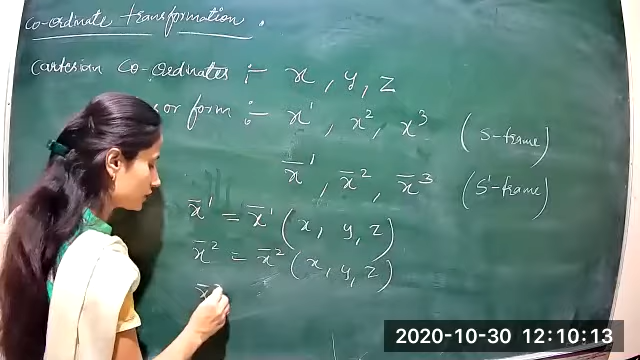 Co-ordinate transformation .
Cartesian Co-ordinates :- x , y , z
or form :- x¹ , x² , x³ (S-frame)
x̄¹ , x̄² , x̄³ (S'-frame)
x̄¹ = x̄¹ (x, y, z)
x̄² = x̄² (x, y, z)
x̄
2020-10-30 12:10:13